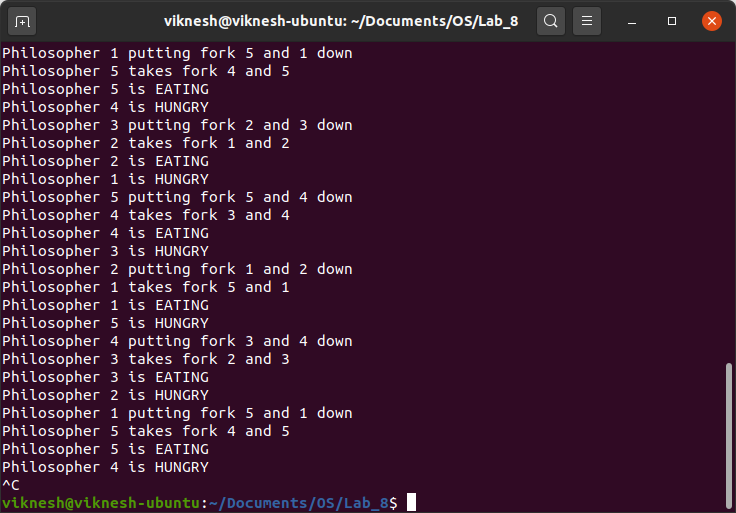 viknesh@viknesh-ubuntu: ~/Documents/OS/Lab_8
Philosopher 1 putting fork 5 and 1 down
Philosopher 5 takes fork 4 and 5
Philosopher 5 is EATING
Philosopher 4 is HUNGRY
Philosopher 3 putting fork 2 and 3 down
Philosopher 2 takes fork 1 and 2
Philosopher 2 is EATING
Philosopher 1 is HUNGRY
Philosopher 5 putting fork 5 and 4 down
Philosopher 4 takes fork 3 and 4
Philosopher 4 is EATING
Philosopher 3 is HUNGRY
Philosopher 2 putting fork 1 and 2 down
Philosopher 1 takes fork 5 and 1
Philosopher 1 is EATING
Philosopher 5 is HUNGRY
Philosopher 4 putting fork 3 and 4 down
Philosopher 3 takes fork 2 and 3
Philosopher 3 is EATING
Philosopher 2 is HUNGRY
Philosopher 1 putting fork 5 and 1 down
Philosopher 5 takes fork 4 and 5
Philosopher 5 is EATING
Philosopher 4 is HUNGRY
^C
viknesh@viknesh-ubuntu:~/Documents/OS/Lab_8$